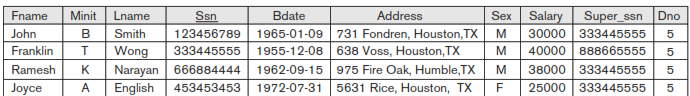 Fname Minit Lname Ssn Bdate Address Sex Salary Super_ssn Dno
John B Smith 123456789 1965-01-09 731 Fondren, Houston,TX M 30000 333445555 5
Franklin T Wong 333445555 1955-12-08 638 Voss, Houston,TX M 40000 888665555 5
Ramesh K Narayan 666884444 1962-09-15 975 Fire Oak, Humble,TX M 38000 333445555 5
Joyce A English 453453453 1972-07-31 5631 Rice, Houston, TX F 25000 333445555 5